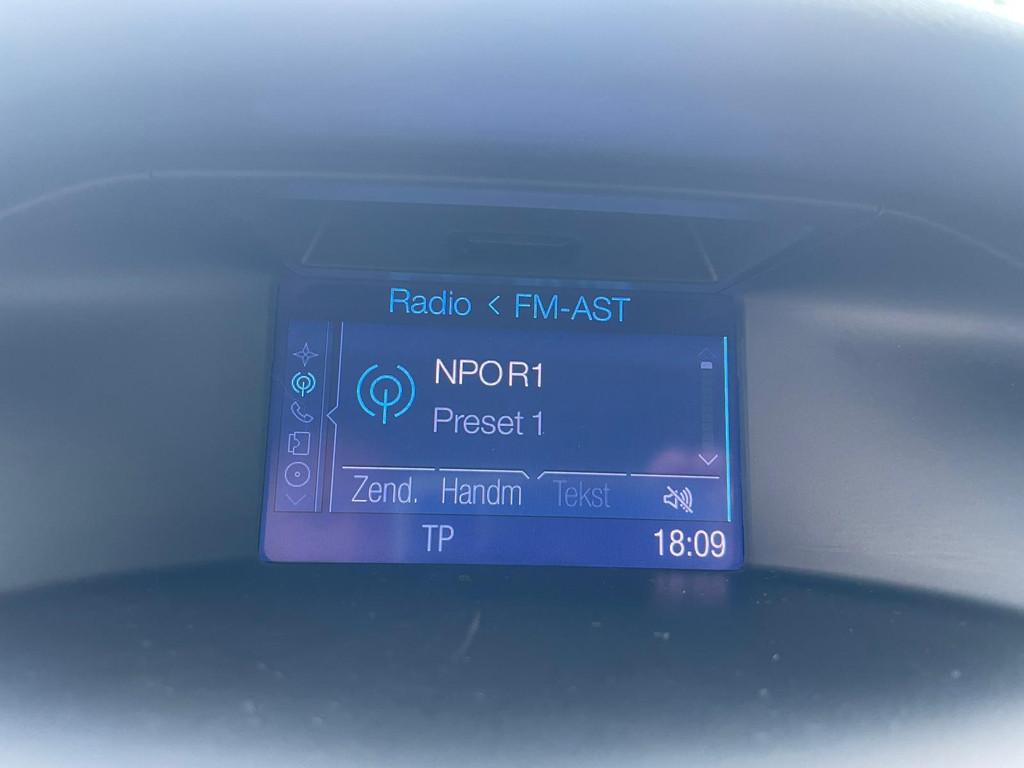 Radio < FM-AST
NPO R1
Preset 1
Zend. Handm Tekst
TP 18:09